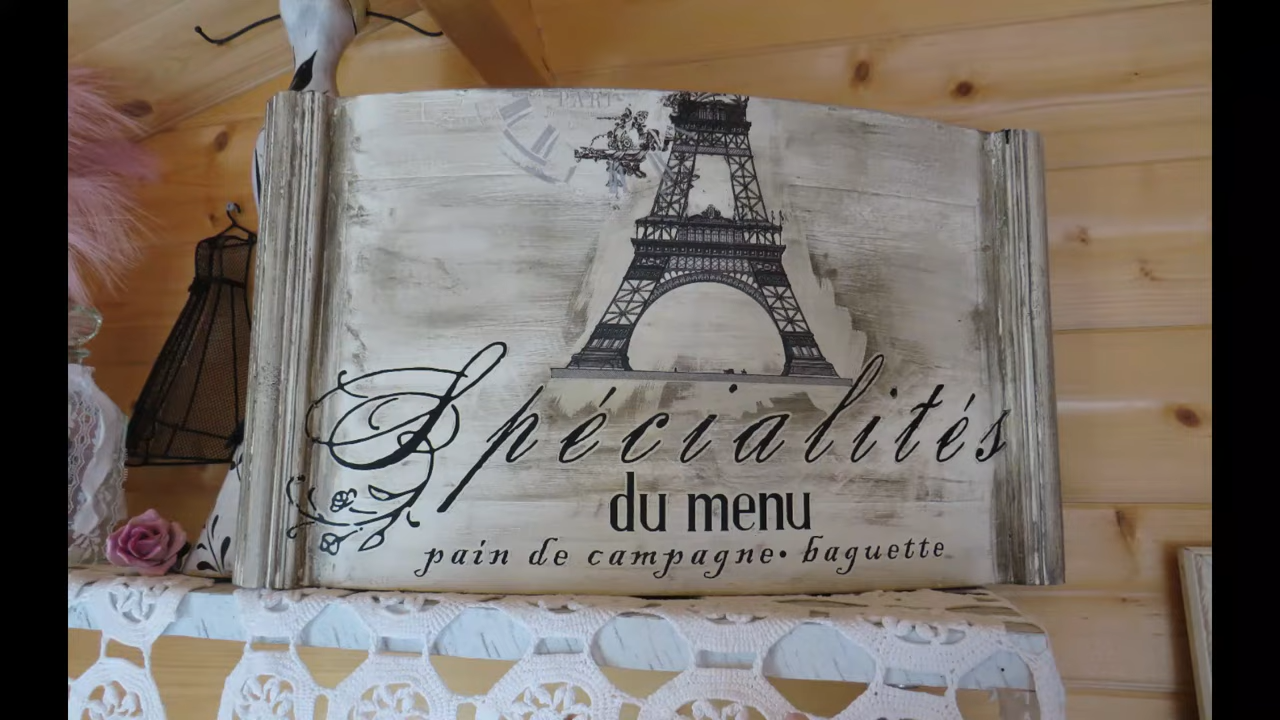 Spécialités
du menu
pain de campagne• baguette